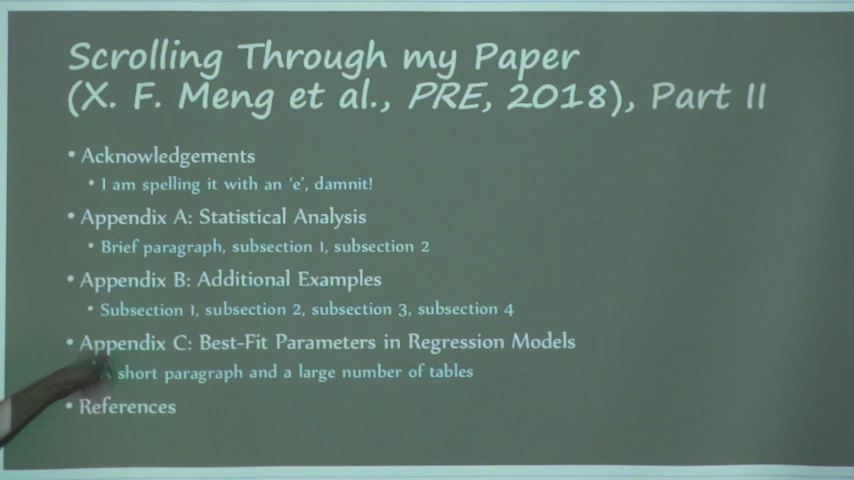 Scrolling Through my Paper
(X. F. Meng et al., PRE, 2018), Part II
• Acknowledgements
• I am spelling it with an ‘e’, damnit!
• Appendix A: Statistical Analysis
• Brief paragraph, subsection 1, subsection 2
• Appendix B: Additional Examples
• Subsection 1, subsection 2, subsection 3, subsection 4
• Appendix C: Best-Fit Parameters in Regression Models
short paragraph and a large number of tables
• References